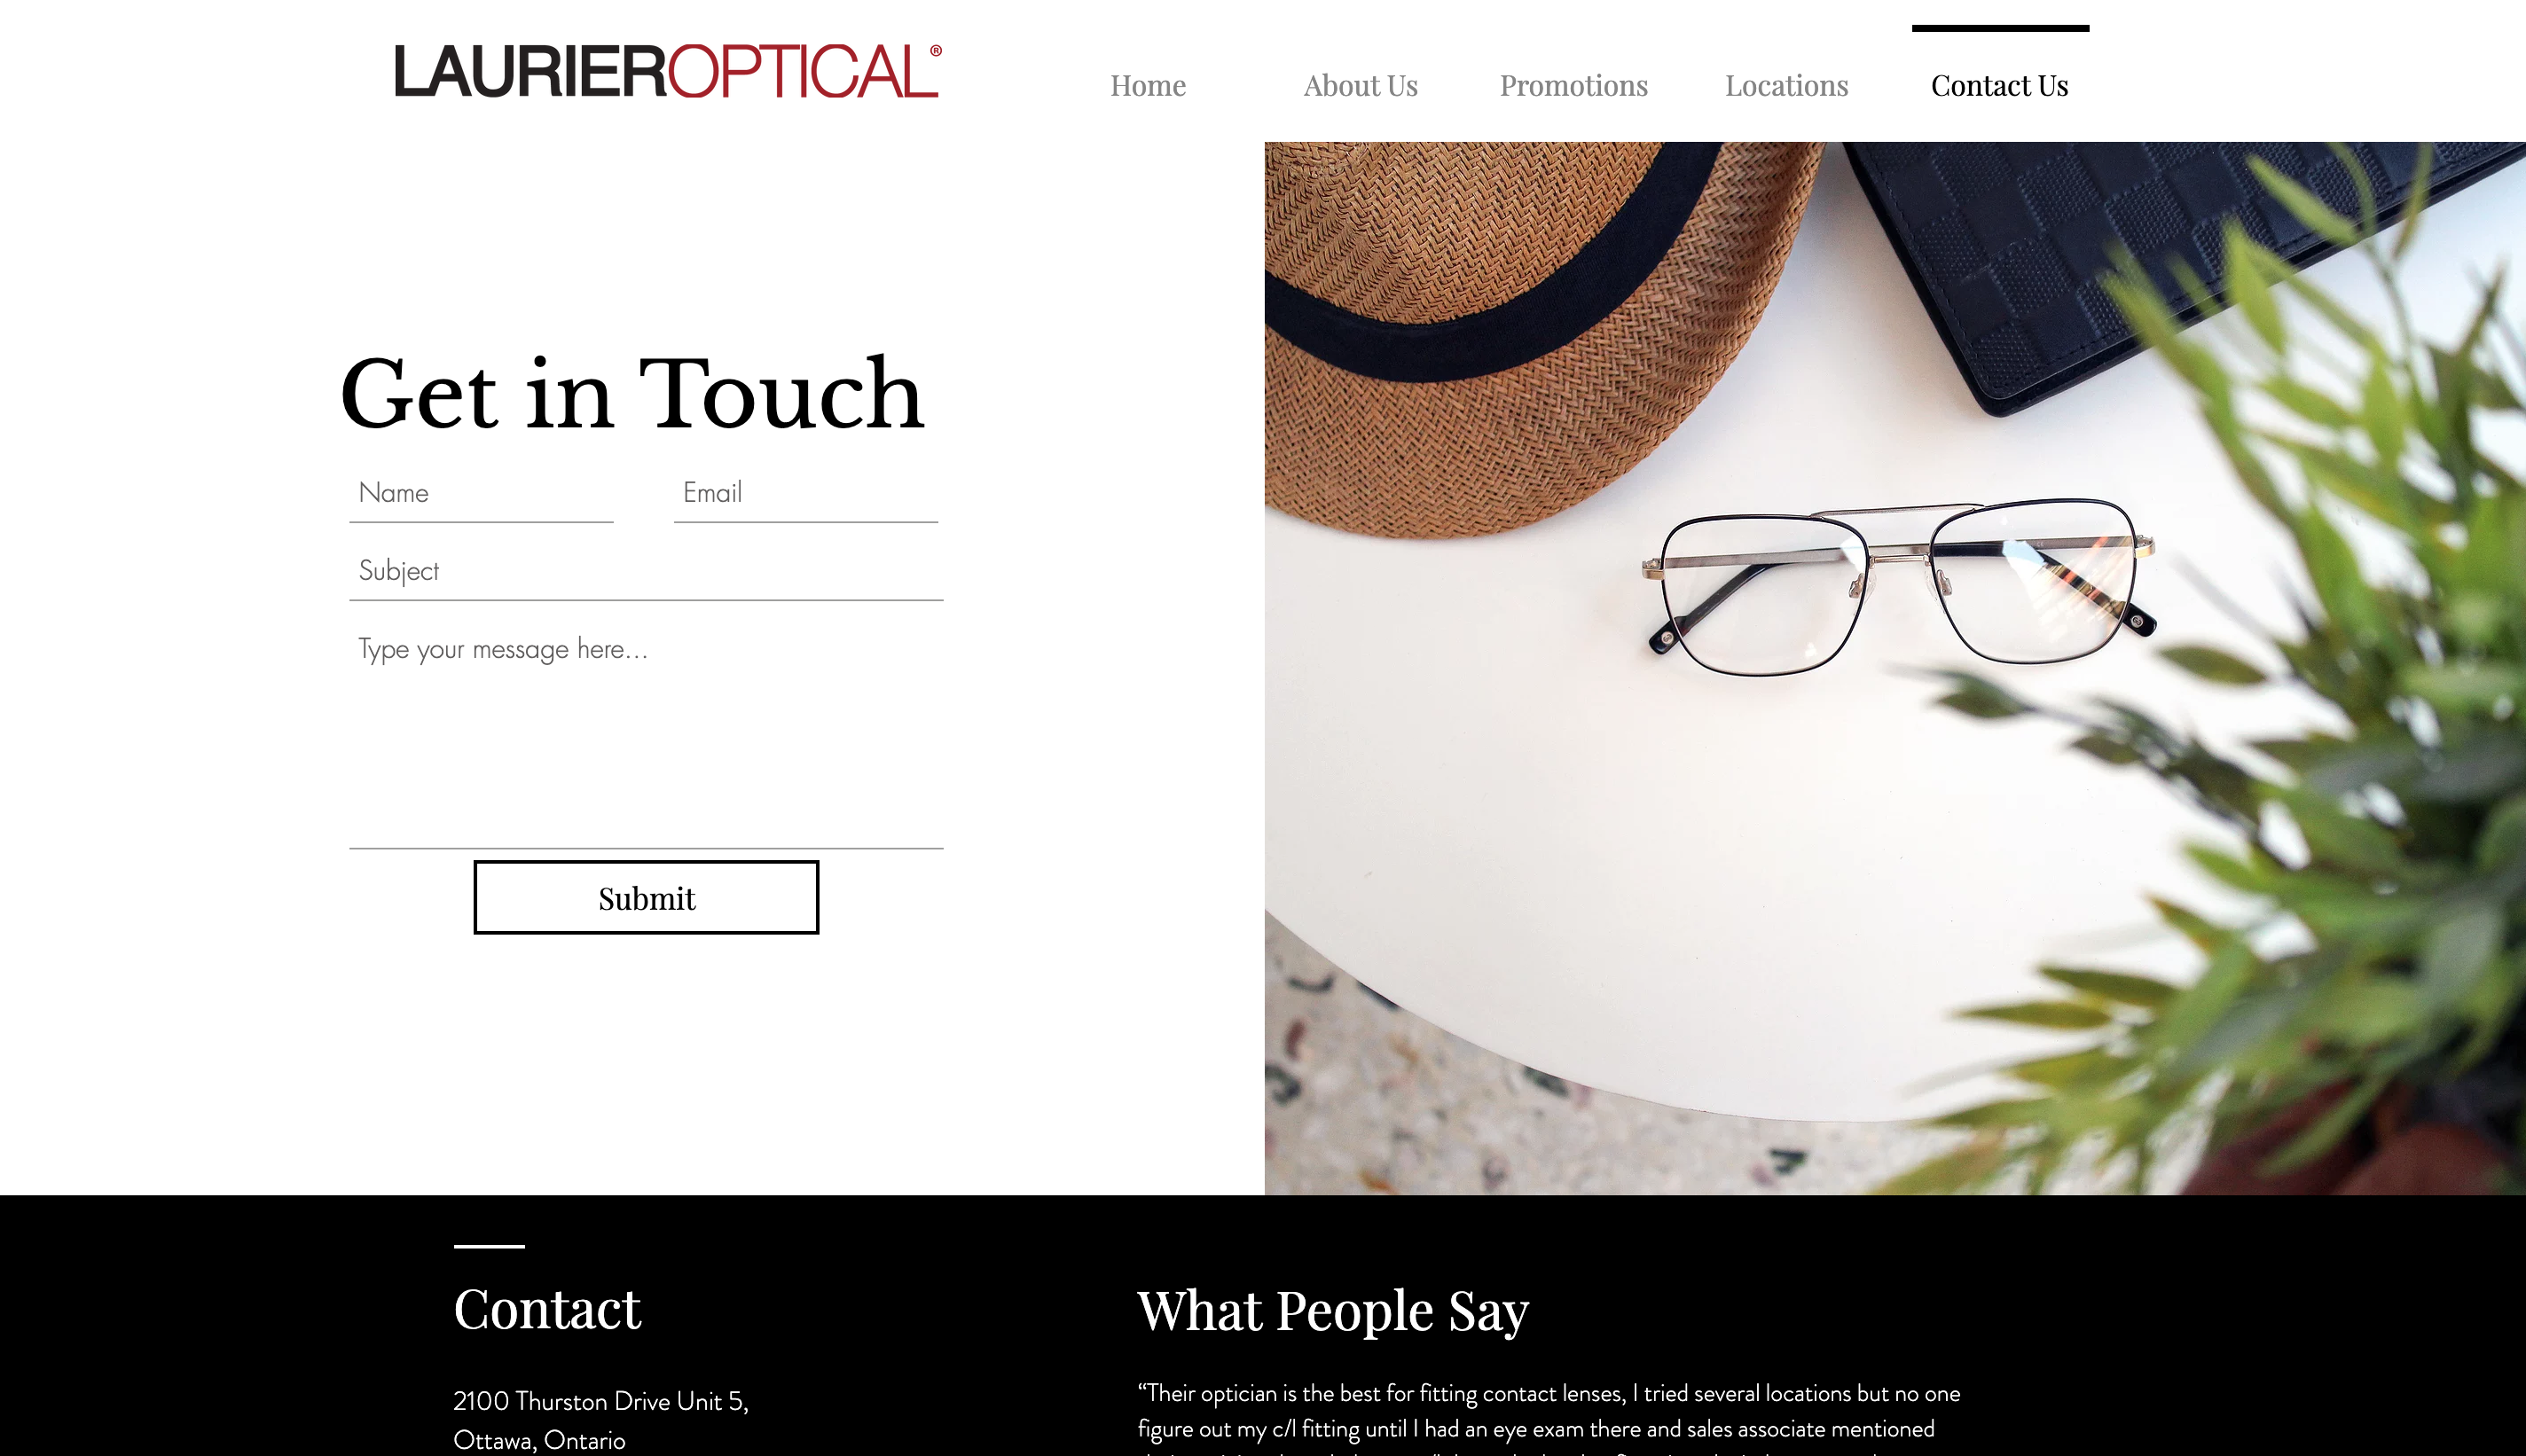 LAURIEROPTICAL®
Home
About Us
Promotions
Locations
Contact Us
Get in Touch
Name
Email
Subject
Type your message here...
Submit
Contact
2100 Thurston Drive Unit 5,
Ottawa, Ontario
What People Say
“Their optician is the best for fitting contact lenses, I tried several locations but no one
figure out my c/l fitting until I had an eye exam there and sales associate mentioned